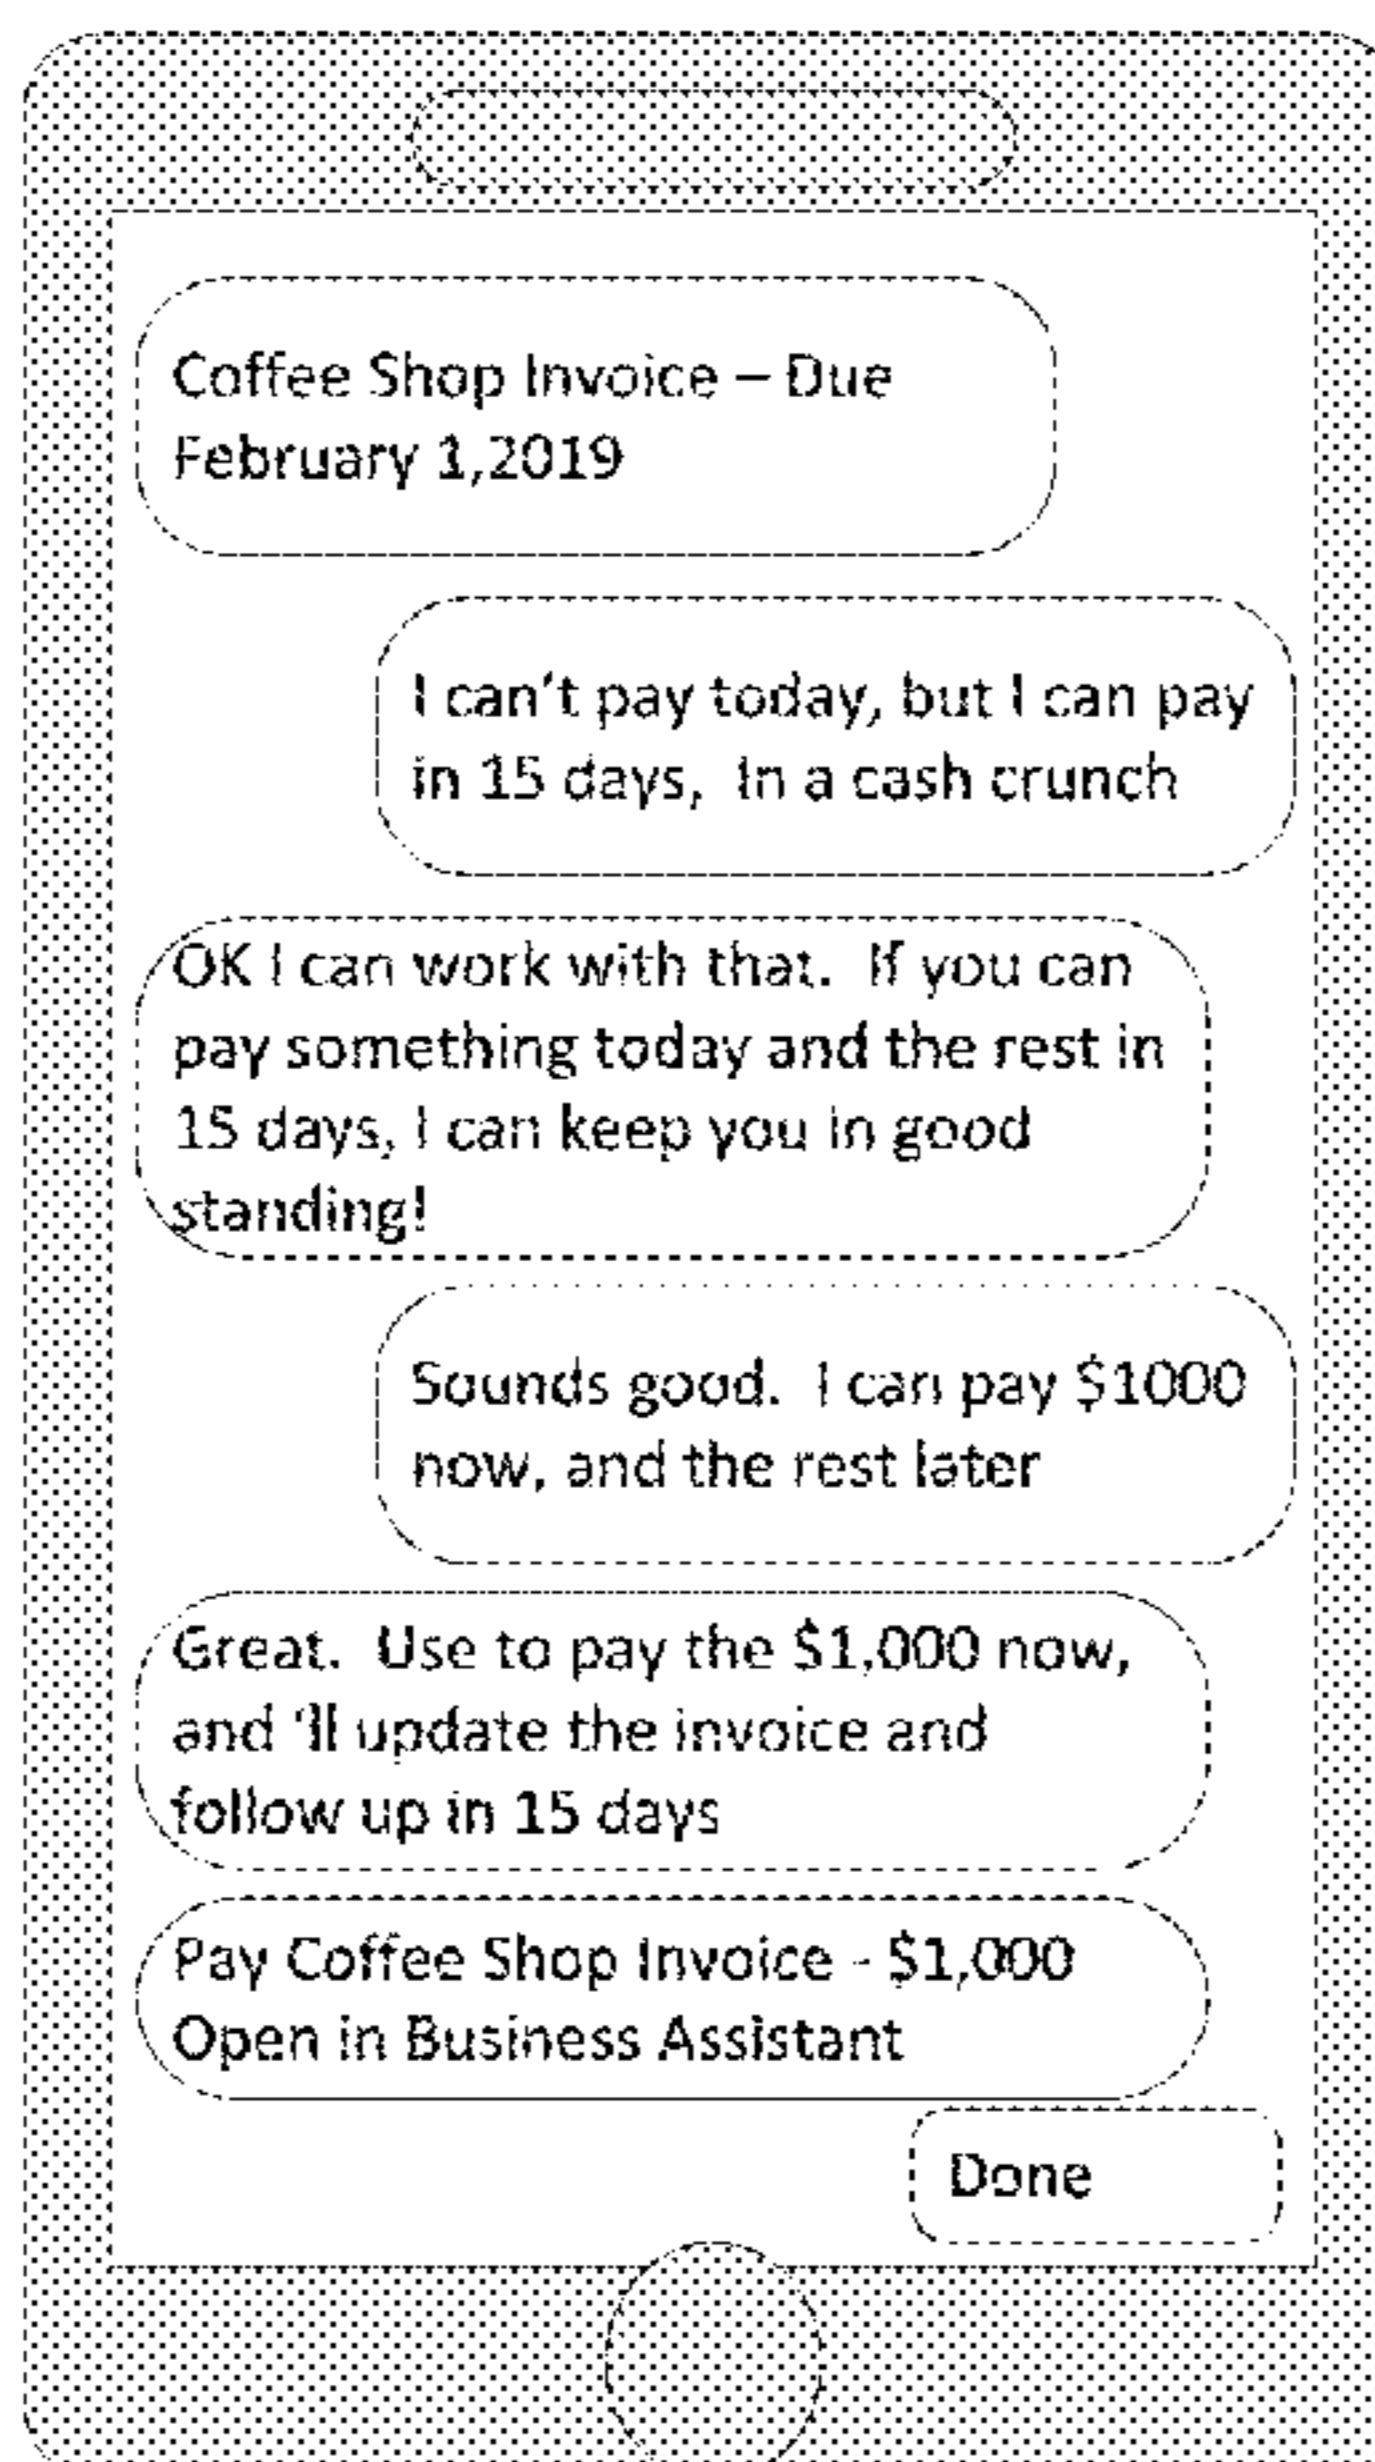 Coffee Shop Invoice – Due
February 1,2019
I can't pay today, but I can pay
in 15 days, In a cash crunch
OK I can work with that. If you can
pay something today and the rest in
15 days, I can keep you in good
standing!
Sounds good. I can pay $1000
now, and the rest later
Great. Use to pay the $1,000 now,
and 'll update the invoice and
follow up in 15 days
Pay Coffee Shop Invoice - $1,000
Open in Business Assistant
Done